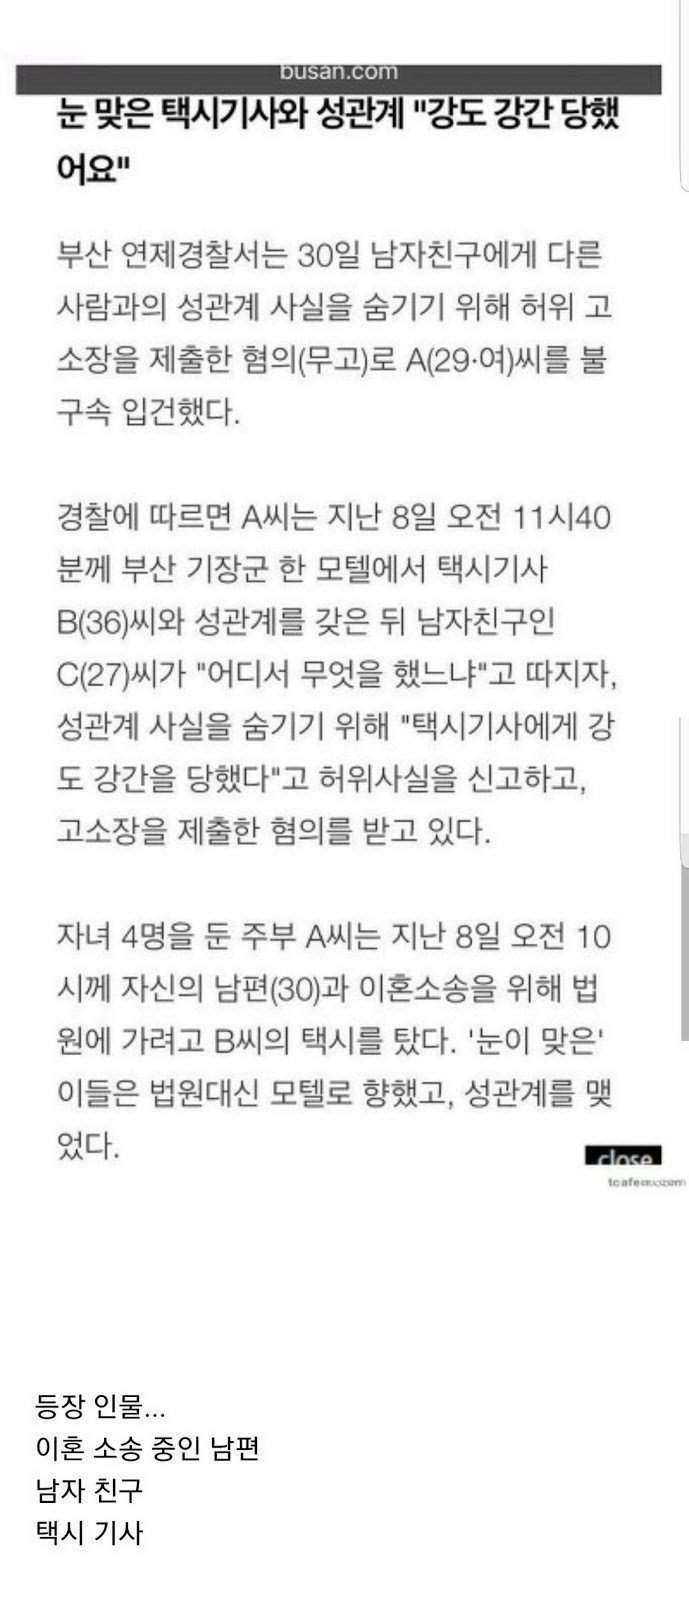 busan.com
눈 맞은 택시기사와 성관계 "강도 강간 당했
어요"
부산 연제경찰서는 30일 남자친구에게 다른
사람과의 성관계 사실을 숨기기 위해 허위 고
소장을 제출한 혐의(무고)로 A(29·여)씨를 불
구속 입건했다.
경찰에 따르면 A씨는 지난 8일 오전 11시40
분께 부산 기장군 한 모텔에서 택시기사
B(36)씨와 성관계를 갖은 뒤 남자친구인
C(27)씨가 "어디서 무엇을 했느냐"고 따지자,
성관계 사실을 숨기기 위해 "택시기사에게 강
도 강간을 당했다"고 허위사실을 신고하고,
고소장을 제출한 혐의를 받고 있다.
자녀 4명을 둔 주부 A씨는 지난 8일 오전 10
시께 자신의 남편(30)과 이혼소송을 위해 법
원에 가려고 B씨의 택시를 탔다. '눈이 맞은'
이들은 법원대신 모텔로 향했고, 성관계를 맺
었다.
close
등장 인물...
이혼 소송 중인 남편
남자 친구
택시 기사